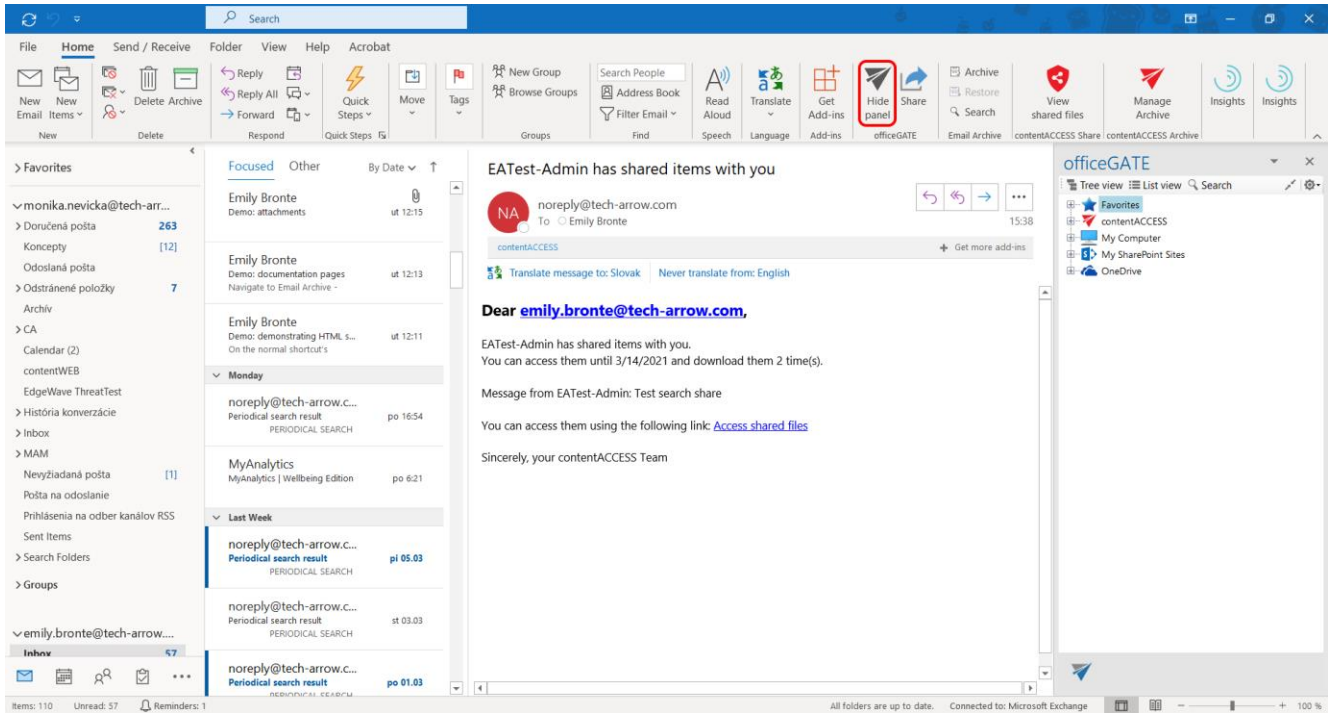 Search
File Home Send / Receive Folder View Help Acrobat
New Email
New Items
Delete
Archive
Reply
Reply All
Forward
Quick Steps
Move
Tags
New Group
Browse Groups
Search People
Address Book
Filter Email
Read Aloud
Translate
Get Add-ins
Hide panel
Share
Archive
Restore
Search
View shared files
Manage Archive
Insights
Insights
New
Delete
Respond
Quick Steps
Groups
Find
Speech
Language
Add-ins
officeGATE
Email Archive
contentACCESS Share
contentACCESS Archive
Favorites
monika.nevicka@tech-arr...
Doručená pošta 263
Koncepty [12]
Odoslaná pošta
Odstránené položky 7
Archív
CA
Calendar (2)
contentWEB
EdgeWave ThreatTest
História konverzácie
Inbox
MAM
Nevyžiadaná pošta [1]
Pošta na odoslanie
Prihlásenia na odber kanálov RSS
Sent Items
Search Folders
Groups
emily.bronte@tech-arrow....
Inbox 57
Focused Other By Date
Emily Bronte
Demo: attachments ut 12:15
Emily Bronte
Demo: documentation pages ut 12:13
Navigate to Email Archive -
Emily Bronte
Demo: demonstrating HTML s... ut 12:11
On the normal shortcut's
Monday
noreply@tech-arrow.c...
Periodical search result po 16:54
PERIODICAL SEARCH
MyAnalytics
MyAnalytics | Wellbeing Edition po 6:21
Last Week
noreply@tech-arrow.c...
Periodical search result pi 05.03
PERIODICAL SEARCH
noreply@tech-arrow.c...
Periodical search result st 03.03
PERIODICAL SEARCH
noreply@tech-arrow.c...
Periodical search result po 01.03
PERIODICAL SEARCH
EATest-Admin has shared items with you
NA
noreply@tech-arrow.com
To Emily Bronte
15:38
contentACCESS
Get more add-ins
Translate message to: Slovak Never translate from: English
Dear emily.bronte@tech-arrow.com,
EATest-Admin has shared items with you.
You can access them until 3/14/2021 and download them 2 time(s).
Message from EATest-Admin: Test search share
You can access them using the following link: Access shared files
Sincerely, your contentACCESS Team
officeGATE
Tree view List view Search
Favorites
contentACCESS
My Computer
My SharePoint Sites
OneDrive
Items: 110 Unread: 57 Reminders: 1
All folders are up to date. Connected to: Microsoft Exchange 100 %